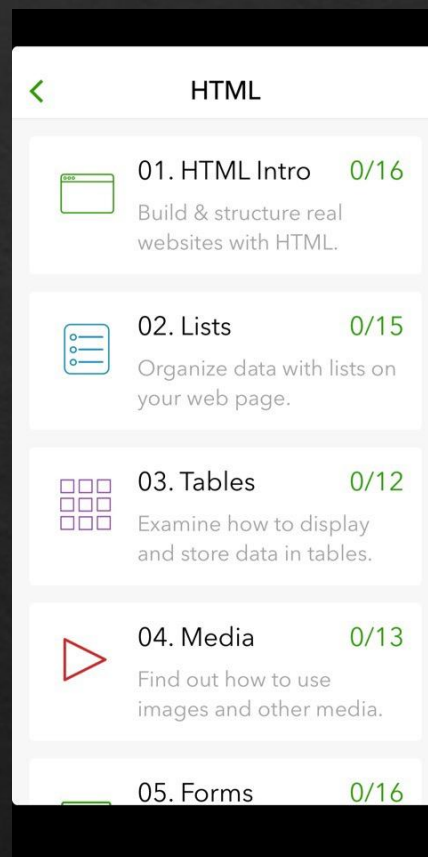 HTML
01. HTML Intro 0/16
Build & structure real
websites with HTML.
02. Lists 0/15
Organize data with lists on
your web page.
03. Tables 0/12
Examine how to display
and store data in tables.
04. Media 0/13
Find out how to use
images and other media.
05. Forms 0/16